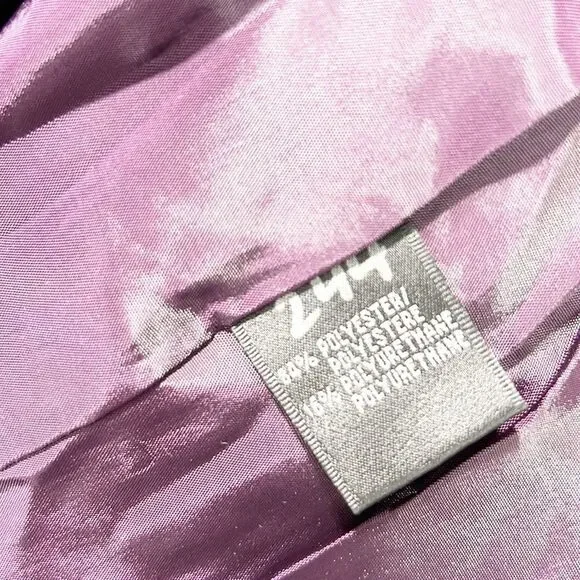 244
84% POLYESTER/
POLYESTERE
16% POLYURETHANE
POLYURETHANE